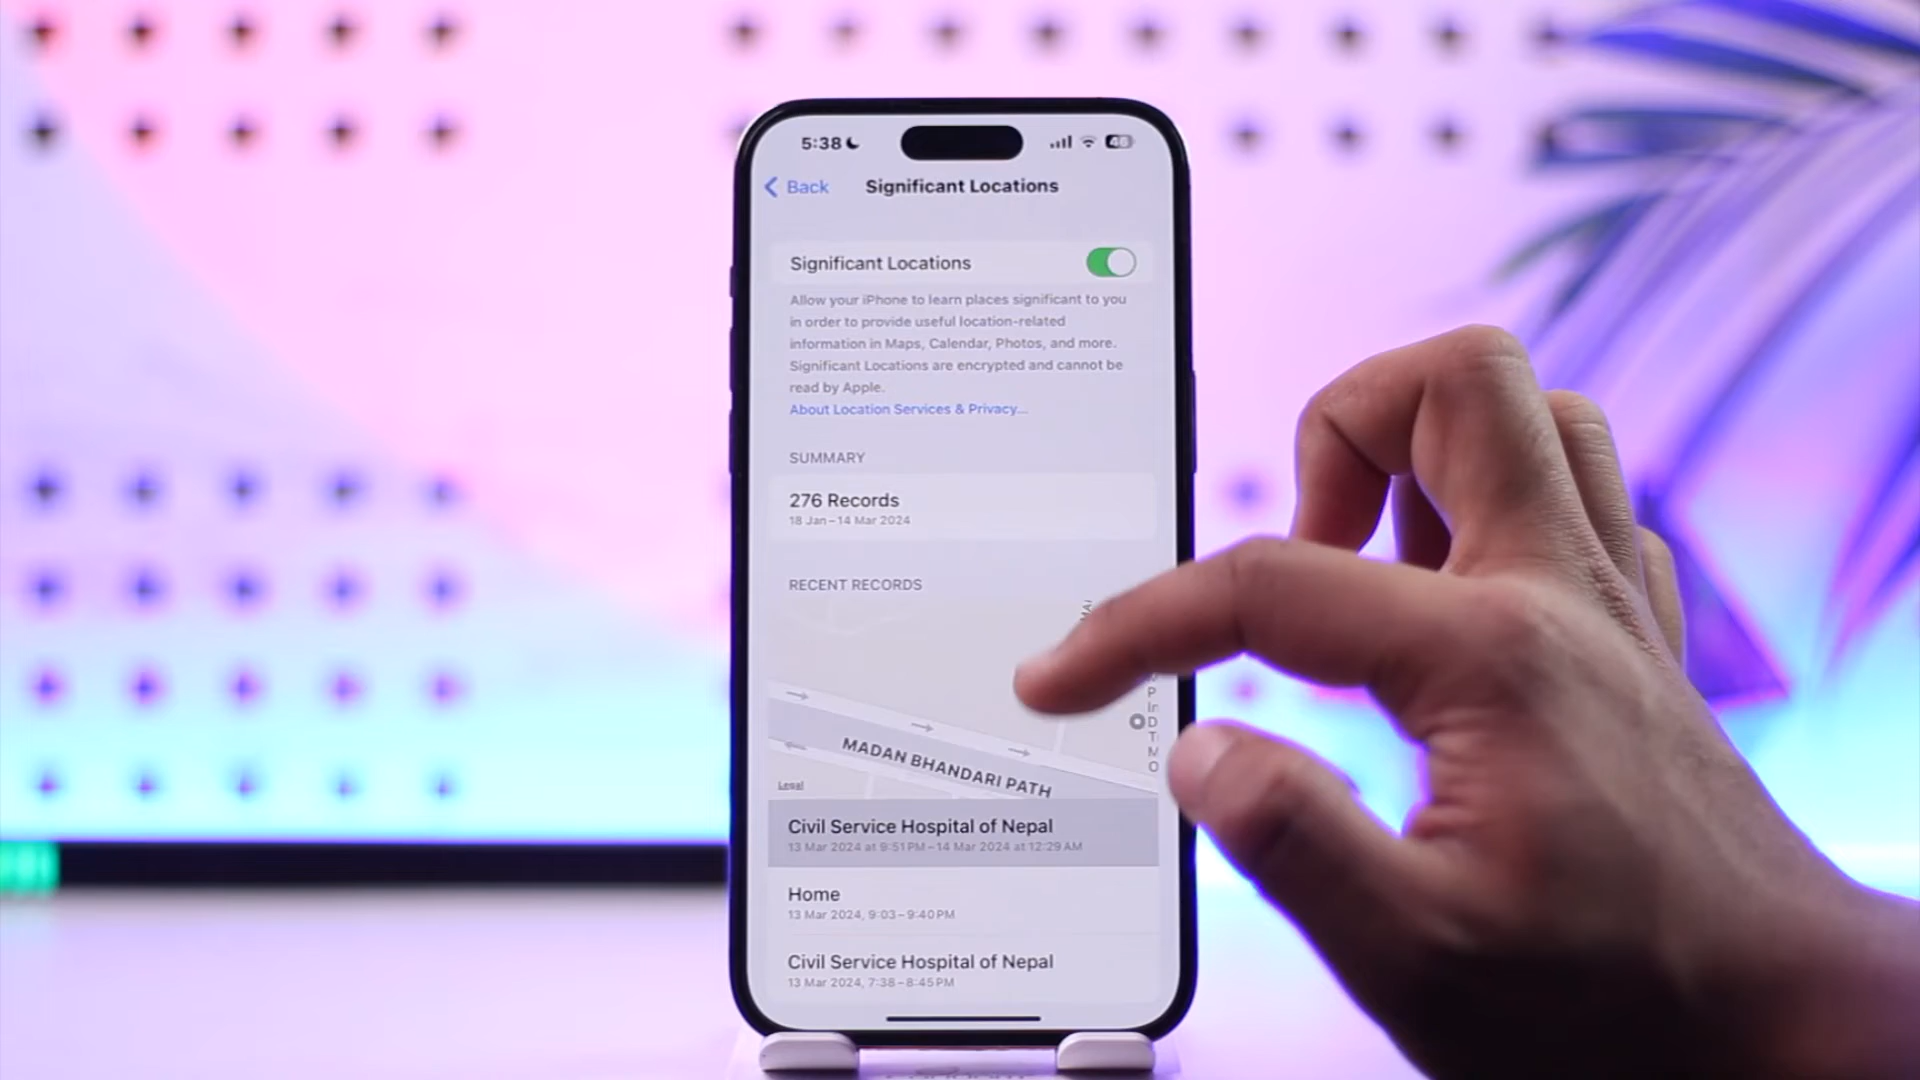 5:38
48
Back
Significant Locations
Significant Locations
Allow your iPhone to learn places significant to you
in order to provide useful location-related
information in Maps, Calendar, Photos, and more.
Significant Locations are encrypted and cannot be
read by Apple.
About Location Services & Privacy...
SUMMARY
276 Records
18 Jan – 14 Mar 2024
RECENT RECORDS
MADAN BHANDARI PATH
Legal
Civil Service Hospital of Nepal
13 Mar 2024 at 9:51 PM – 14 Mar 2024 at 12:29 AM
Home
13 Mar 2024, 9:03 – 9:40 PM
Civil Service Hospital of Nepal
13 Mar 2024, 7:38 – 8:45 PM